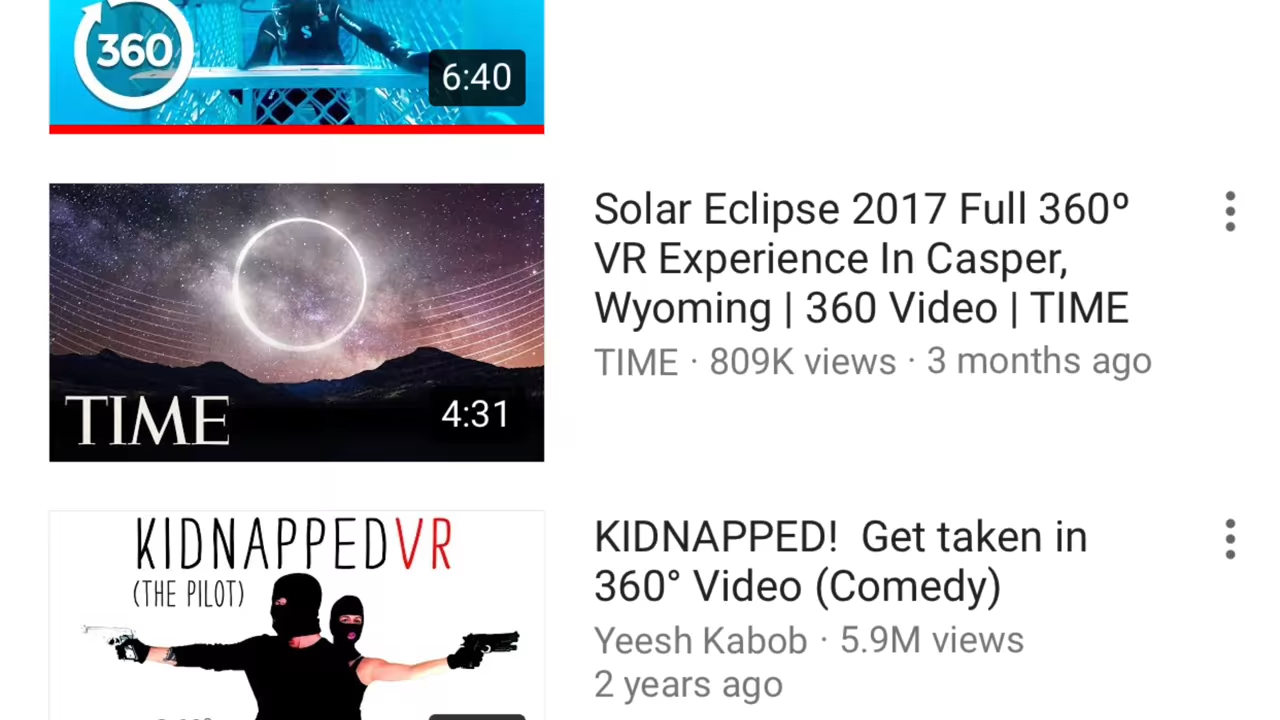 360
6:40
Solar Eclipse 2017 Full 360º
VR Experience In Casper,
Wyoming | 360 Video | TIME
TIME · 809K views · 3 months ago
TIME
4:31
KIDNAPPEDVR
(THE PILOT)
KIDNAPPED!  Get taken in
360° Video (Comedy)
Yeesh Kabob · 5.9M views
2 years ago